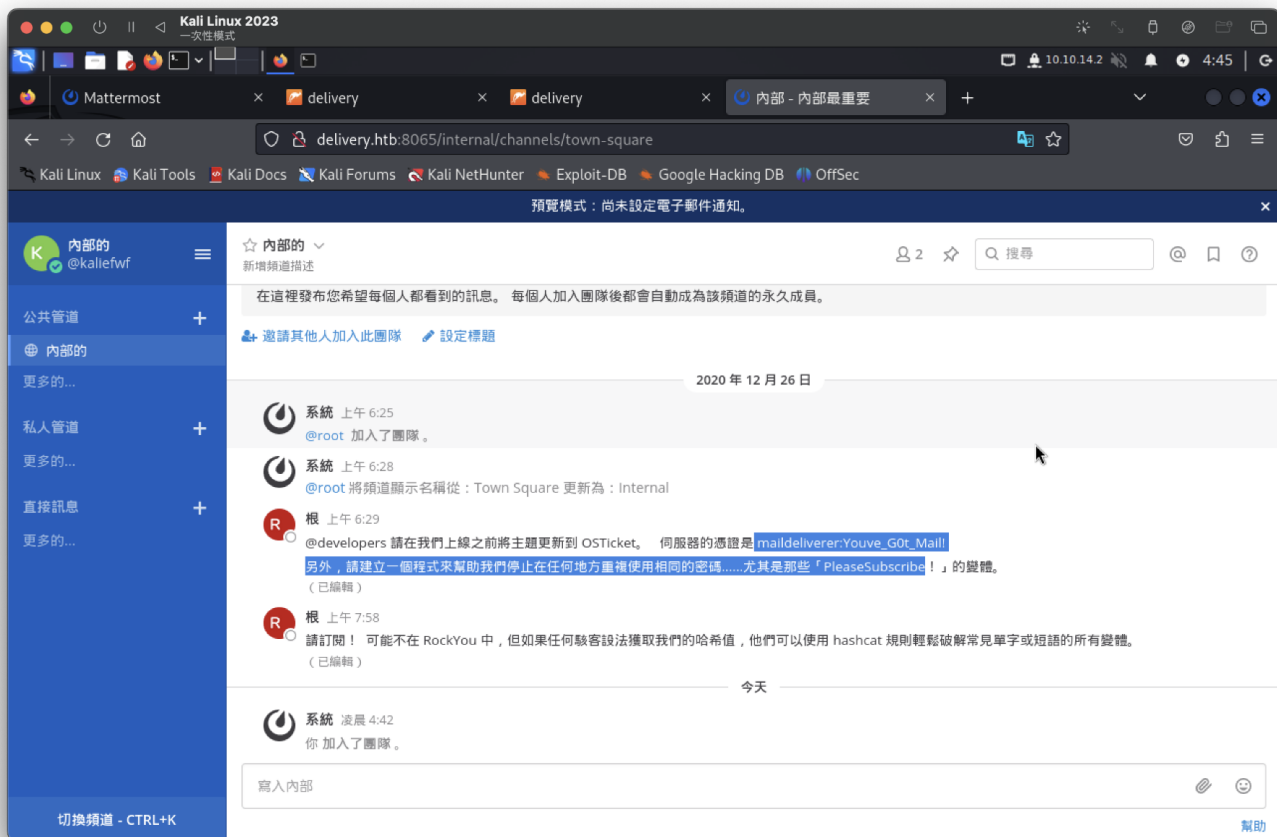 Kali Linux 2023
一次性模式
10.10.14.2 4:45
Mattermost
delivery
delivery
內部 - 內部最重要
delivery.htb:8065/internal/channels/town-square
Kali Linux Kali Tools Kali Docs Kali Forums Kali NetHunter Exploit-DB Google Hacking DB OffSec
預覽模式：尚未設定電子郵件通知。
K
內部的
@kaliefwf
公共管道
內部的
更多的...
私人管道
更多的...
直接訊息
更多的...
切換頻道 - CTRL+K
內部的
新增頻道描述
2
搜尋
在這裡發布您希望每個人都看到的訊息。 每個人加入團隊後都會自動成為該頻道的永久成員。
邀請其他人加入此團隊 設定標題
2020 年 12 月 26 日
系統 上午 6:25
@root 加入了團隊。
系統 上午 6:28
@root 將頻道顯示名稱從：Town Square 更新為：Internal
R
根 上午 6:29
@developers 請在我們上線之前將主題更新到 OSTicket。 伺服器的憑證是 maildeliverer:Youve_G0t_Mail!
另外，請建立一個程式來幫助我們停止在任何地方重複使用相同的密碼......尤其是那些「PleaseSubscribe！」的變體。
（已編輯）
R
根 上午 7:58
請訂閱！ 可能不在 RockYou 中，但如果任何駭客設法獲取我們的哈希值，他們可以使用 hashcat 規則輕鬆破解常見單字或短語的所有變體。
（已編輯）
今天
系統 凌晨 4:42
你 加入了團隊。
寫入內部
幫助